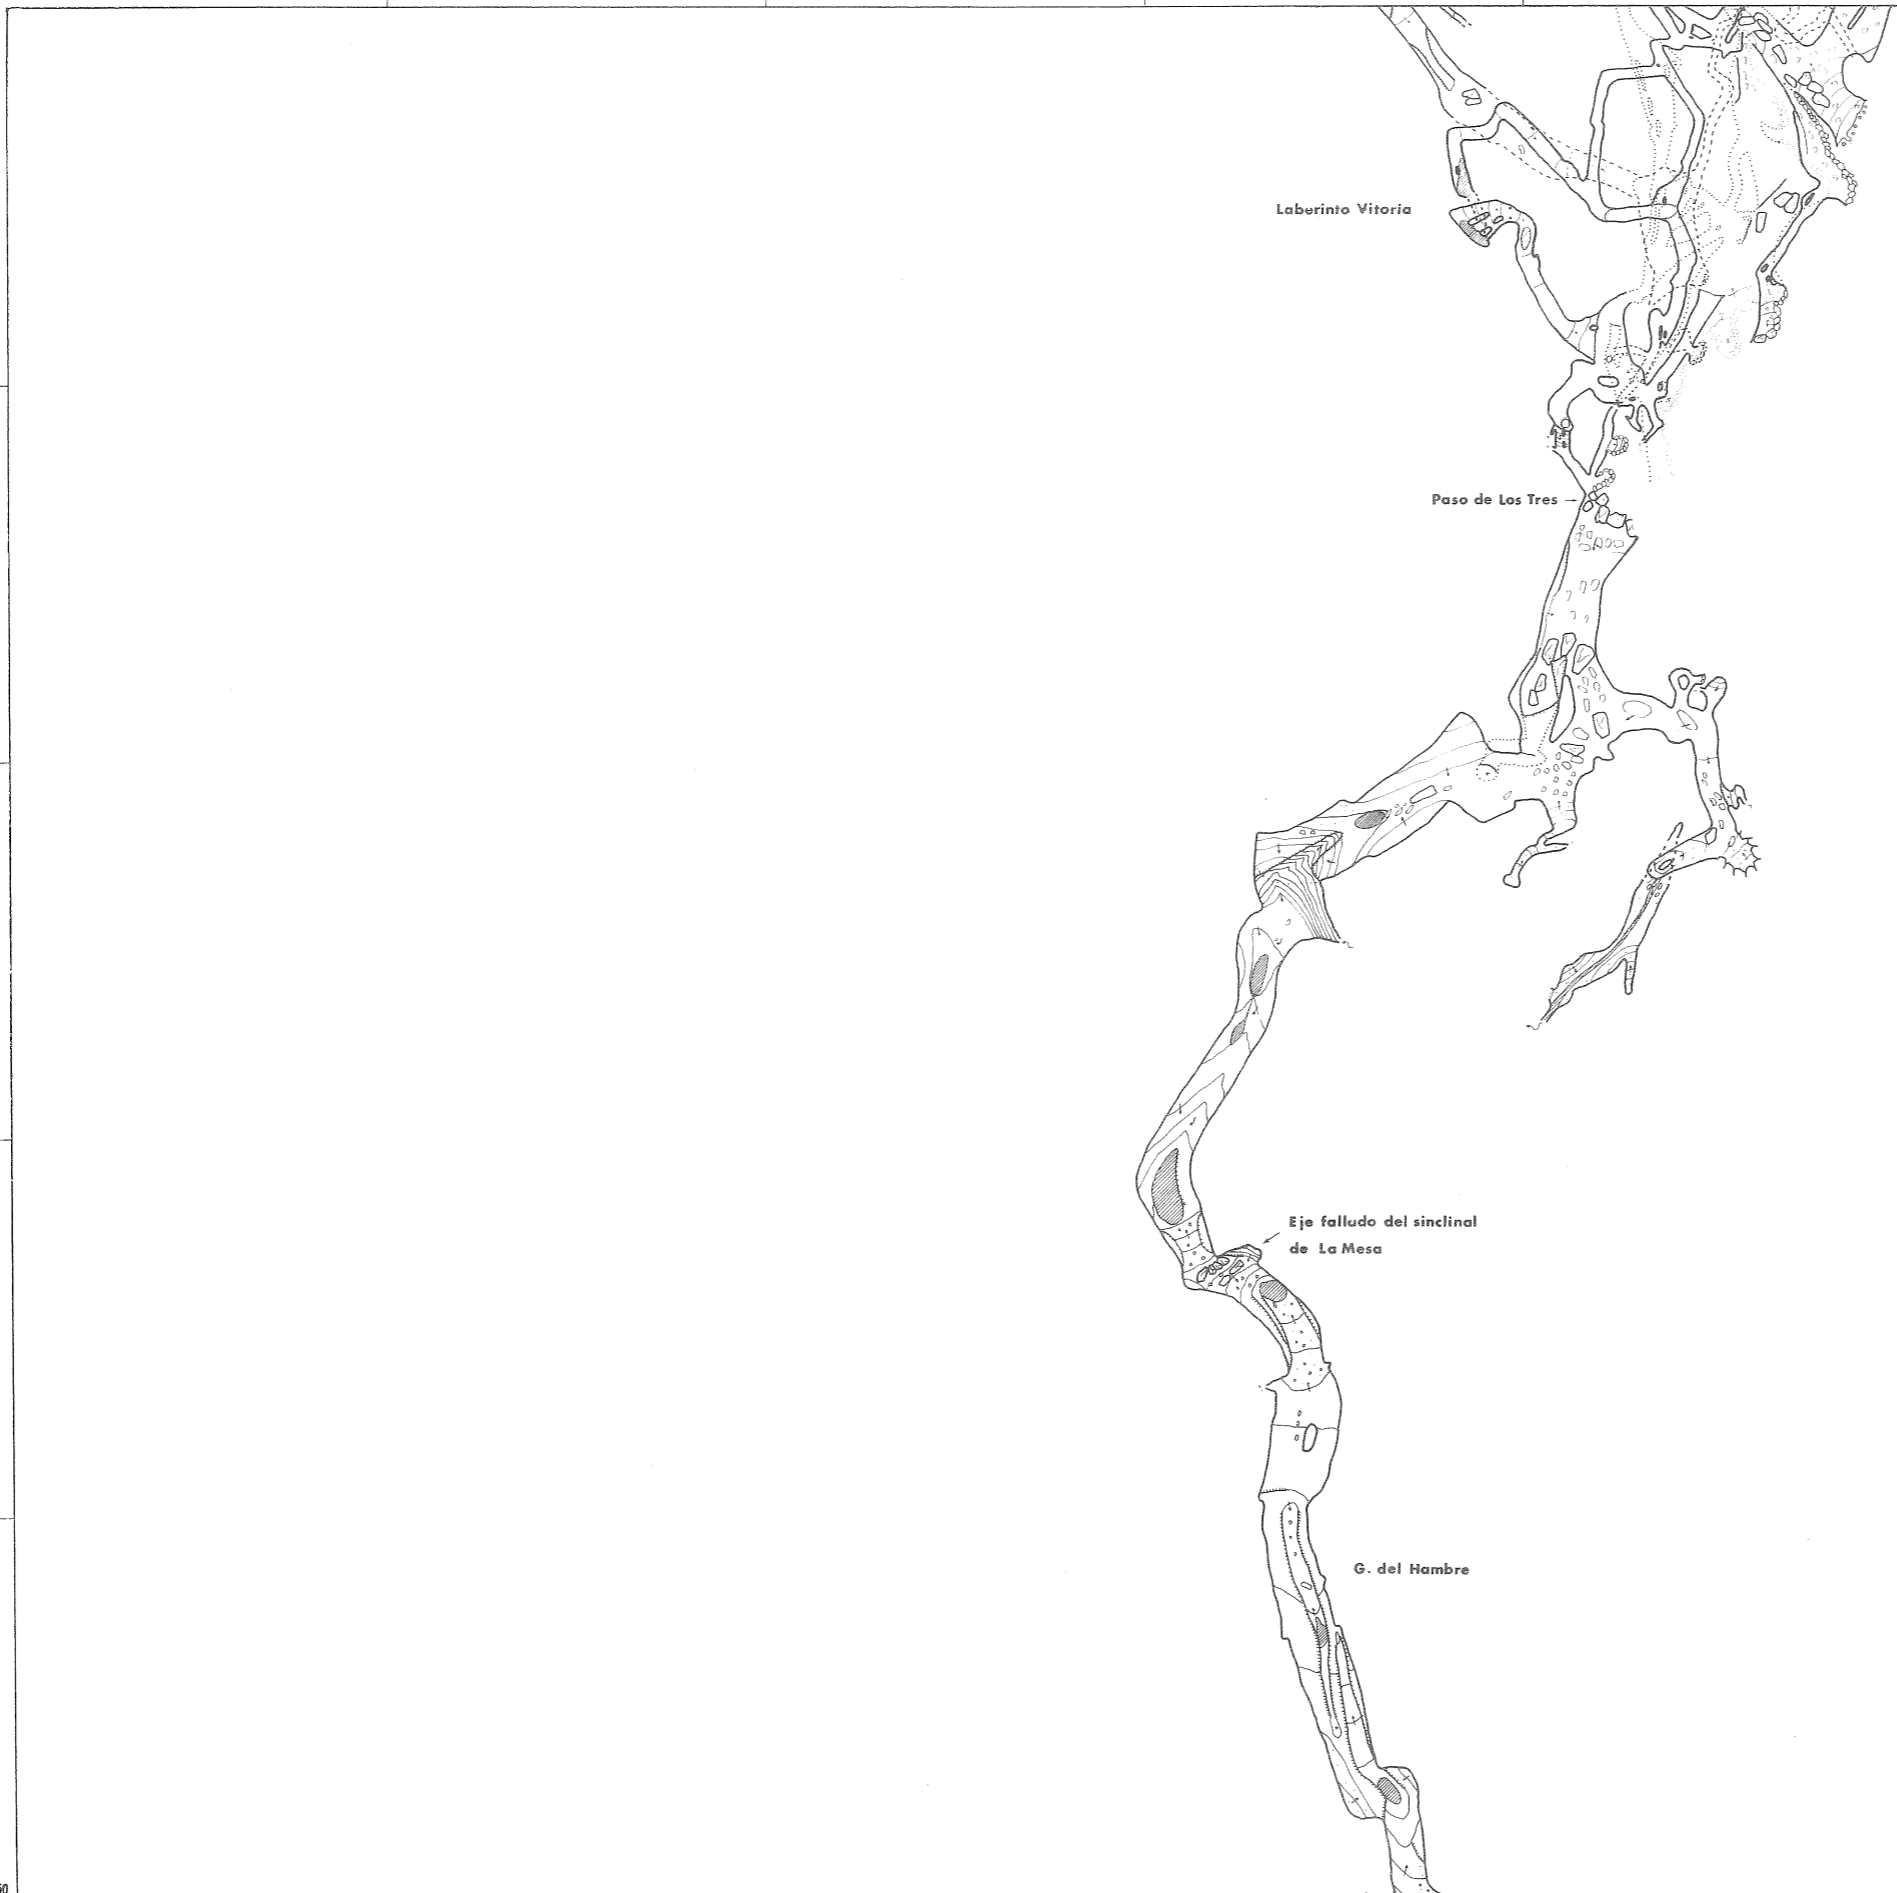 Laberinto Vitoria
Paso de Los Tres
Eje falludo del sinclinal
de La Mesa
G. del Hambre